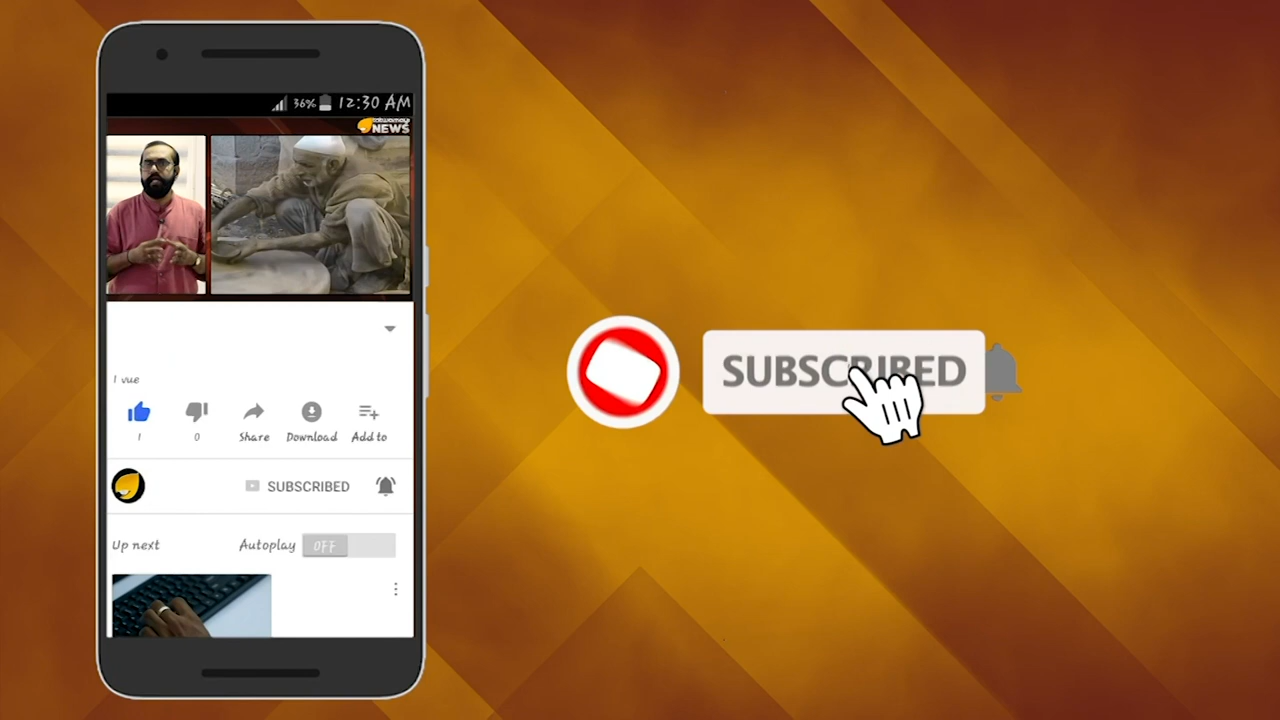 36% 12:30 AM
NEWS
1 vue
1
0
Share
Download
Add to
SUBSCRIBED
Up next
Autoplay
OFF
SUBSCRIBED